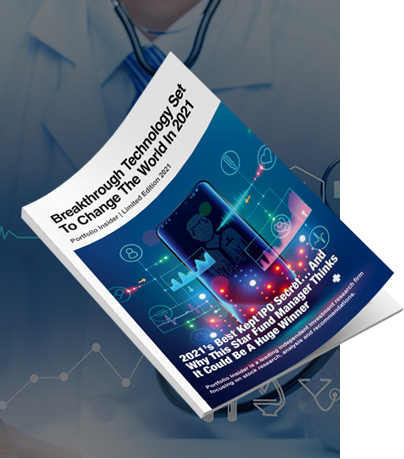 Breakthrough Technology Set
To Change The World In 2021
Portfolio Insider | Limited Edition 2021
2021's Best Kept IPO Secret... And
Why This Star Fund Manager Thinks
It Could Be A Huge Winner
Portfolio Insider is a leading independent investment research firm
focusing on stock research, analysis and recommendations.